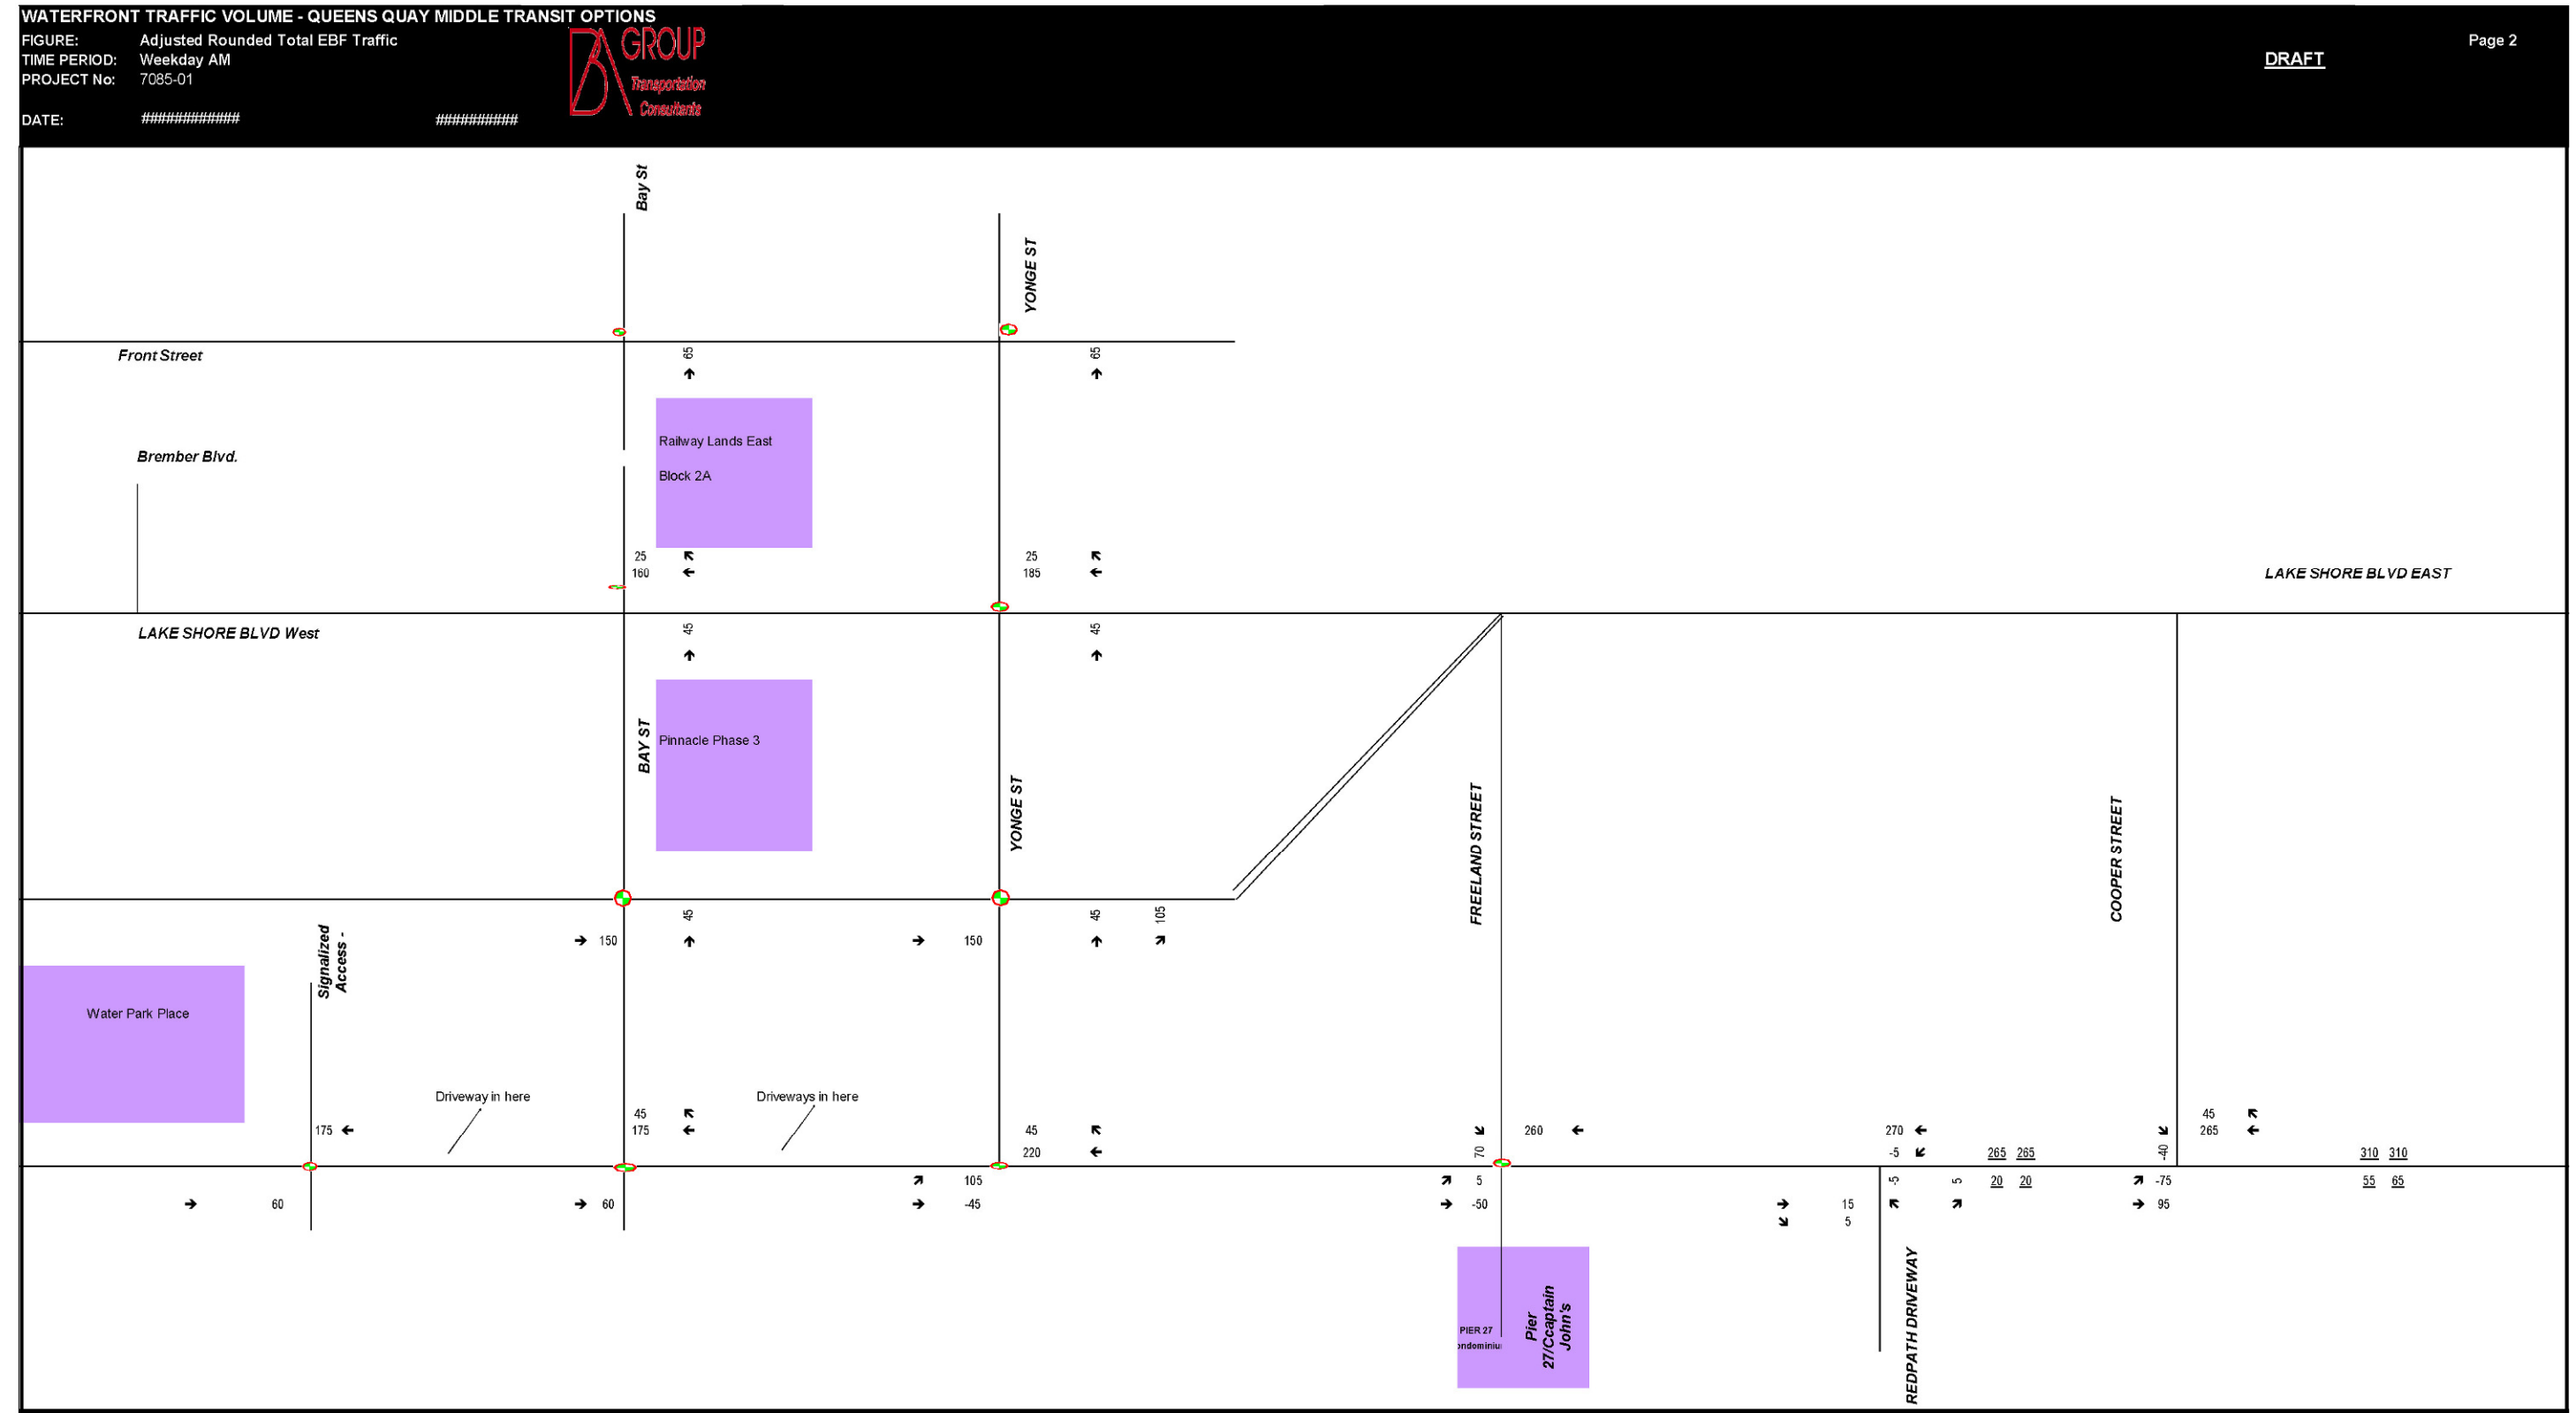 WATERFRONT TRAFFIC VOLUME - QUEENS QUAY MIDDLE TRANSIT OPTIONS
FIGURE: Adjusted Rounded Total EBF Traffic
TIME PERIOD: Weekday AM
PROJECT No: 7085-01
DATE: ############ ##########
BA GROUP
Transportation
Consultants
DRAFT
Page 2
Bay St
YONGE ST
Front Street
65 65
Railway Lands East
Block 2A
Brember Blvd.
25 25
160 185
LAKE SHORE BLVD EAST
LAKE SHORE BLVD West
45 45
BAY ST
Pinnacle Phase 3
YONGE ST
FREELAND STREET
COOPER STREET
45 45 105
150 150
Signalized
Access -
Water Park Place
Driveway in here
Driveways in here
45 45
175 175 45 260 270 265
220 70 -5 265 265 -40 310 310
105 5 -5 5 20 20 -75 55 65
60 60 -45 -50 15 95
5
PIER 27
ondominiu
Pier
27/Ccaptain
John's
REDPATH DRIVEWAY